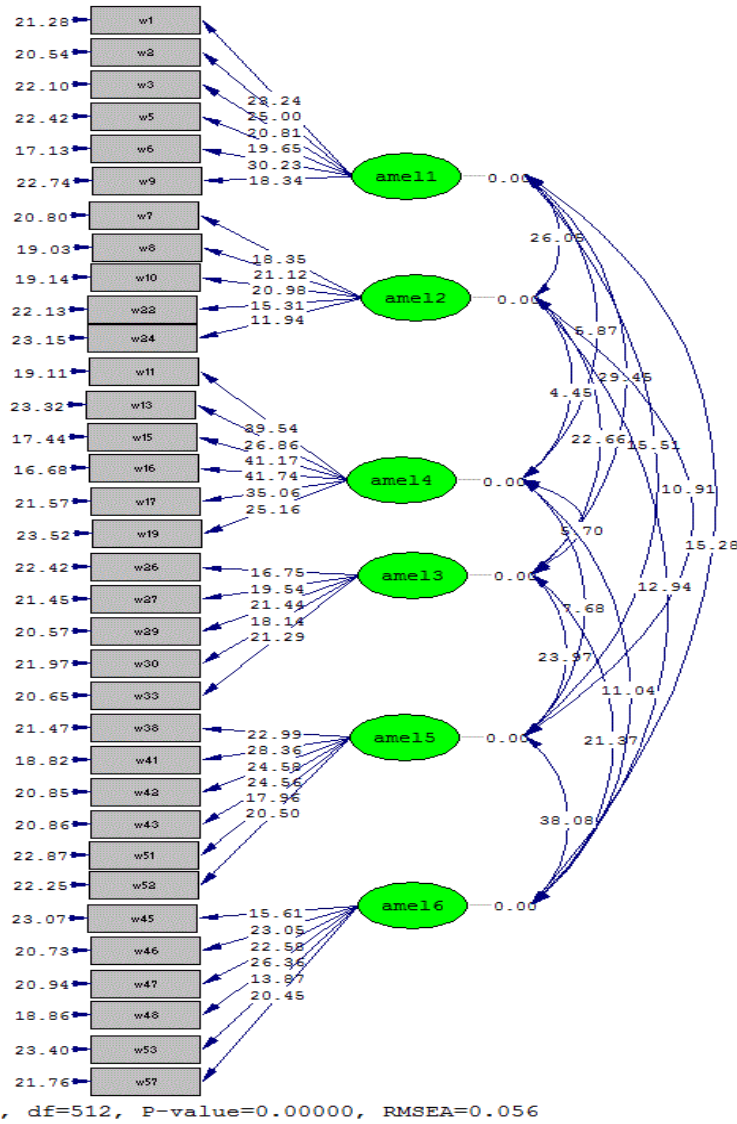 21.28 w1
20.54 w2
22.10 w3
22.42 w5
17.13 w6
22.74 w9
20.80 w7
19.03 w8
19.14 w10
22.13 w22
23.15 w24
19.11 w11
23.32 w13
17.44 w15
16.68 w16
21.57 w17
23.52 w19
22.42 w26
21.45 w27
20.57 w29
21.97 w30
20.65 w33
21.47 w38
18.82 w41
20.85 w42
20.86 w43
22.87 w51
22.25 w52
23.07 w45
20.73 w46
20.94 w47
18.86 w48
23.40 w53
21.76 w57
25.00
20.81
19.65
30.23
18.34
18.35
21.12
20.98
15.31
11.94
39.54
26.86
41.17
41.74
35.06
25.16
16.75
19.54
21.44
18.14
21.29
22.99
28.36
24.58
24.56
17.96
20.50
15.61
23.05
22.58
26.36
13.87
20.45
amel1 0.00
amel2 0.00
amel4 0.00
amel3 0.00
amel5 0.00
amel6 0.00
26.05
5.87
29.45
4.45
22.66
15.51
10.91
15.28
5.70
12.94
7.68
23.97
11.04
21.37
38.08
, df=512, P-value=0.00000, RMSEA=0.056